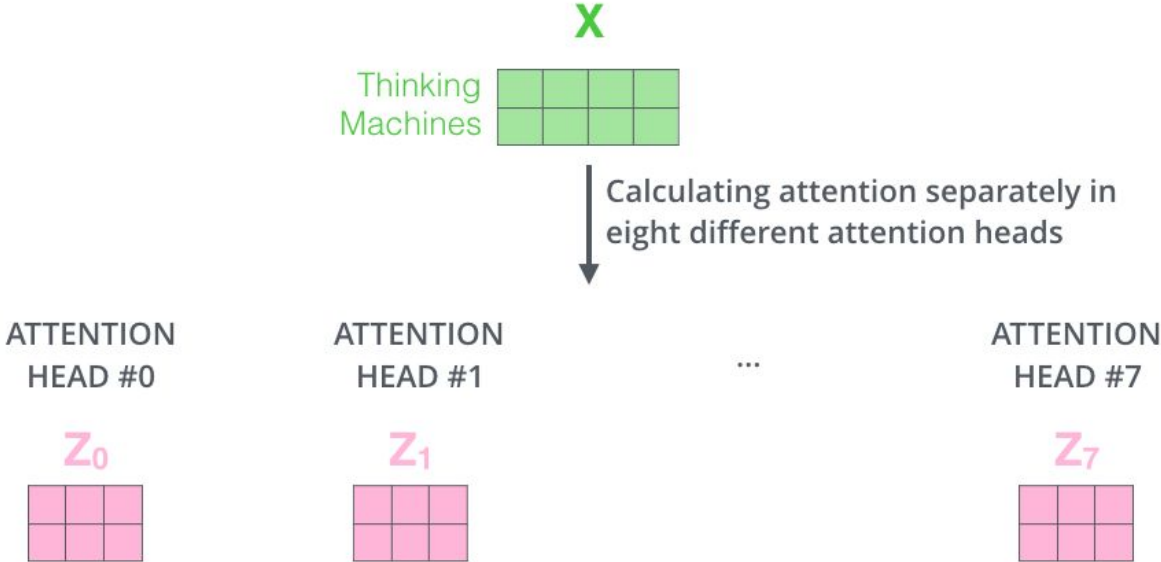 X
Thinking
Machines
Calculating attention separately in
eight different attention heads
ATTENTION
HEAD #0
ATTENTION
HEAD #1
...
ATTENTION
HEAD #7
Z0
Z1
Z7